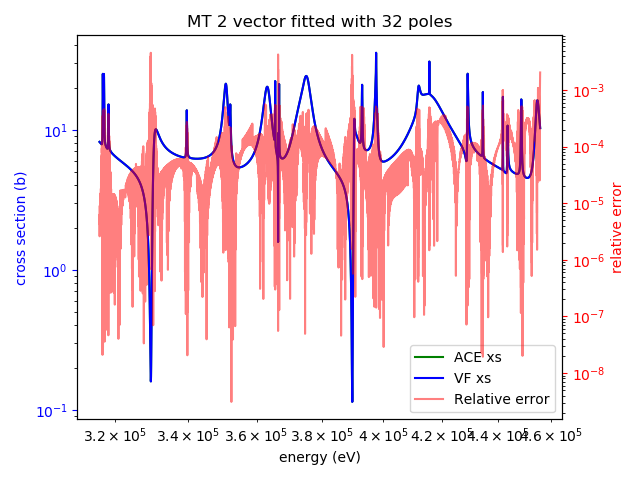 MT 2 vector fitted with 32 poles
cross section (b)
10¹
10⁰
10⁻¹
relative error
10⁻³
10⁻⁴
10⁻⁵
10⁻⁶
10⁻⁷
10⁻⁸
ACE xs
VF xs
Relative error
3.2 × 10⁵ 3.4 × 10⁵ 3.6 × 10⁵ 3.8 × 10⁵ 4 × 10⁵ 4.2 × 10⁵ 4.4 × 10⁵ 4.6 × 10⁵
energy (eV)